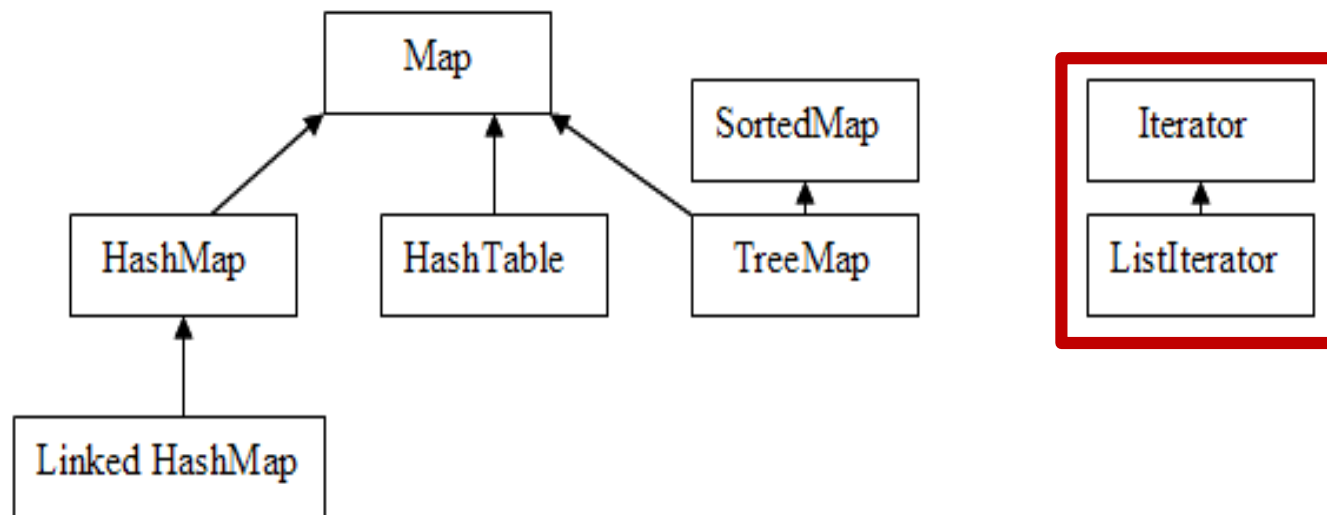 Map
SortedMap
Iterator
HashMap
HashTable
TreeMap
ListIterator
Linked HashMap